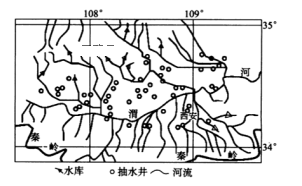 108° 109°
35°
河
渭
西安
秦 岭 秦 岭
34°
水库 抽水井 河流